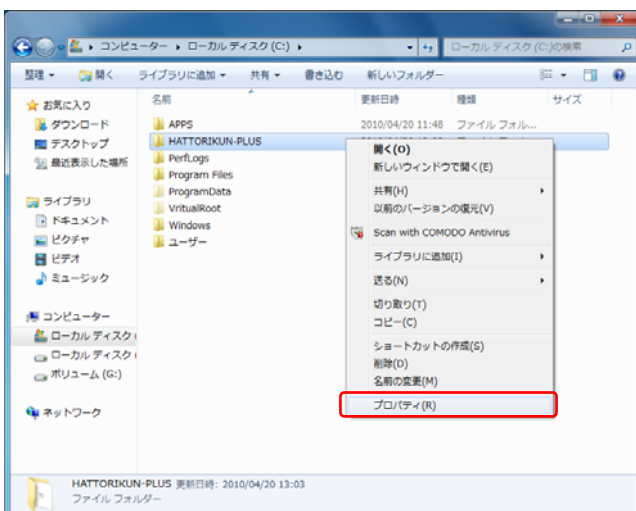 コンピューター ▸ ローカル ディスク (C:) ▸
ローカル ディスク (C:)の検索
整理 開く ライブラリに追加 共有 書き込む 新しいフォルダー
お気に入り
ダウンロード
デスクトップ
最近表示した場所
ライブラリ
ドキュメント
ピクチャ
ビデオ
ミュージック
コンピューター
ローカル ディスク (
ローカル ディスク (
ボリューム (G:)
ネットワーク
名前 更新日時 種類 サイズ
APPS 2010/04/20 11:48 ファイル フォル...
HATTORIKUN-PLUS
PerfLogs
Program Files
ProgramData
VritualRoot
Windows
ユーザー
開く(O)
新しいウィンドウで開く(E)
共有(H)
以前のバージョンの復元(V)
Scan with COMODO Antivirus
ライブラリに追加(I)
送る(N)
切り取り(T)
コピー(C)
ショートカットの作成(S)
削除(D)
名前の変更(M)
プロパティ(R)
HATTORIKUN-PLUS 更新日時: 2010/04/20 13:03
ファイル フォルダー